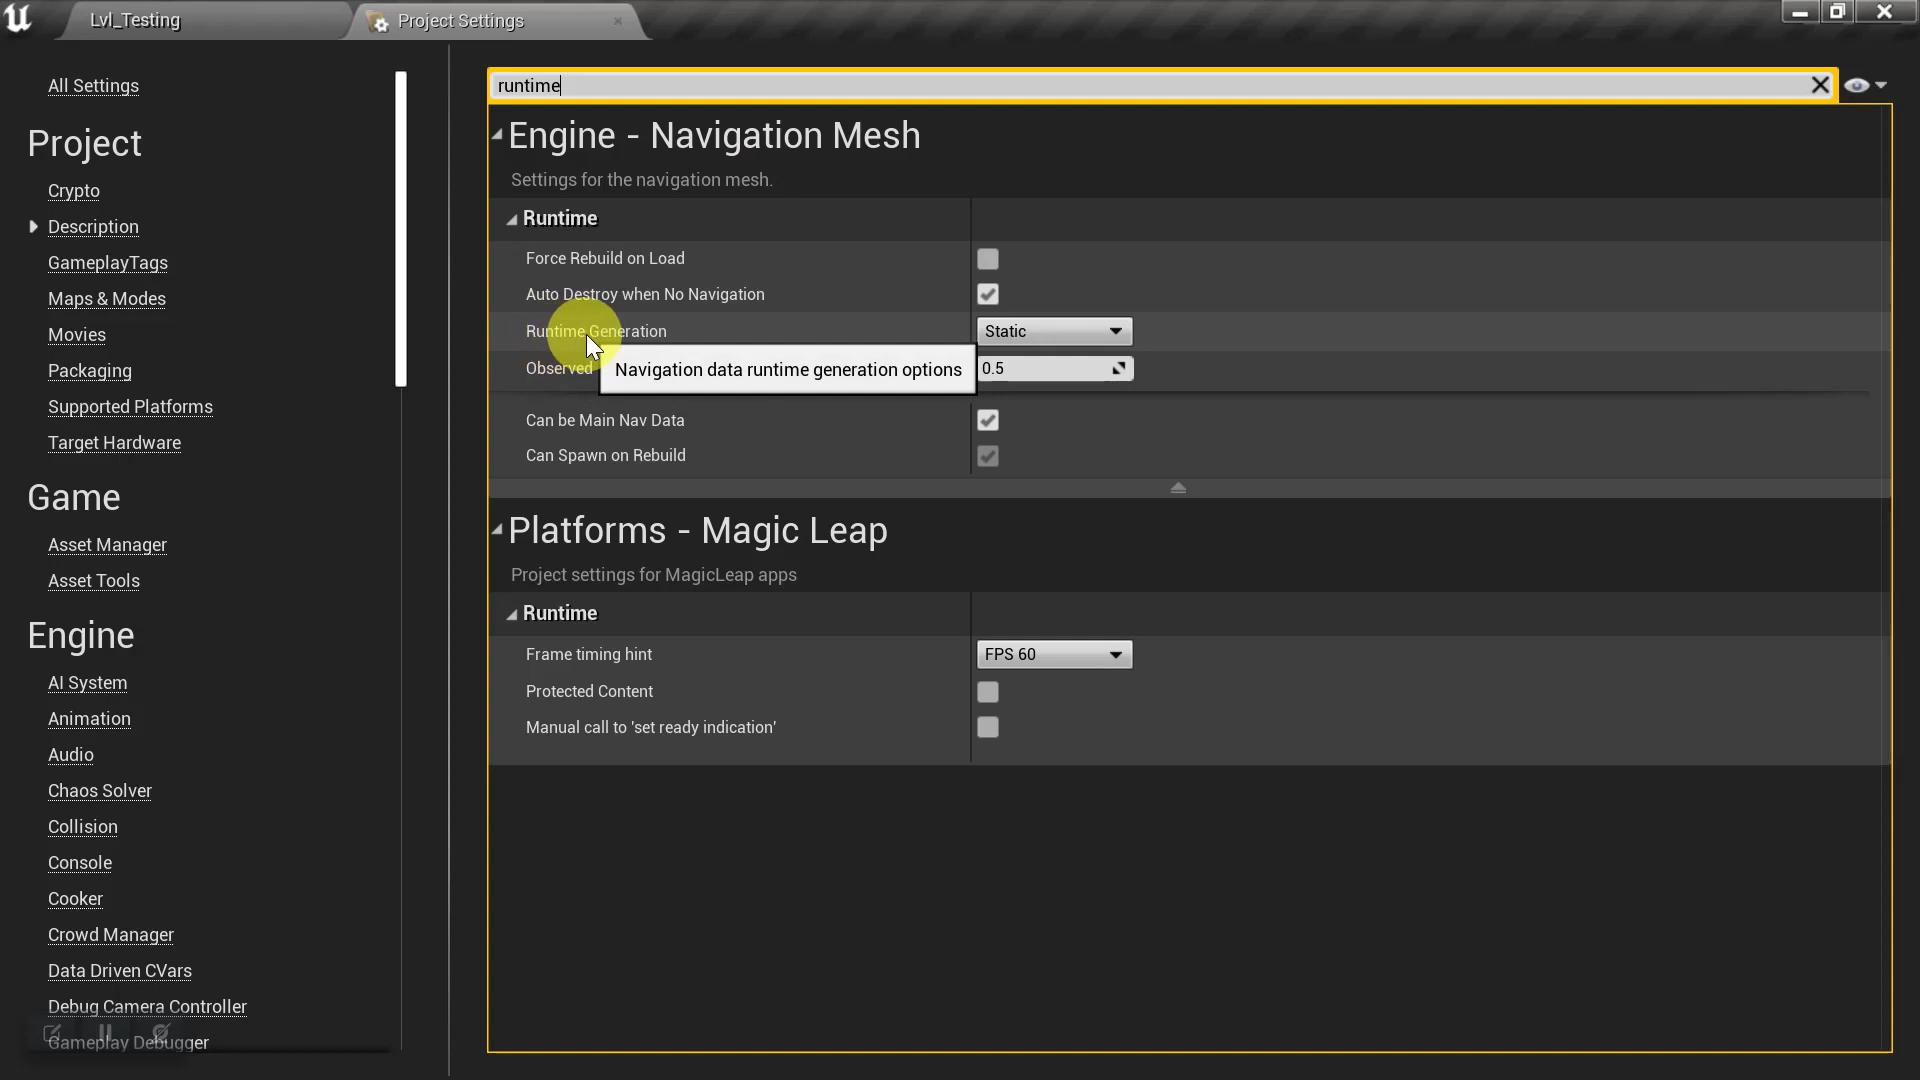 Lvl_Testing
Project Settings
All Settings
Project
Crypto
Description
GameplayTags
Maps & Modes
Movies
Packaging
Supported Platforms
Target Hardware
Game
Asset Manager
Asset Tools
Engine
AI System
Animation
Audio
Chaos Solver
Collision
Console
Cooker
Crowd Manager
Data Driven CVars
Debug Camera Controller
Gameplay Debugger
runtime
Engine - Navigation Mesh
Settings for the navigation mesh.
Runtime
Force Rebuild on Load
Auto Destroy when No Navigation
Runtime Generation Static
Observed 0.5
Navigation data runtime generation options
Can be Main Nav Data
Can Spawn on Rebuild
Platforms - Magic Leap
Project settings for MagicLeap apps
Runtime
Frame timing hint FPS 60
Protected Content
Manual call to 'set ready indication'